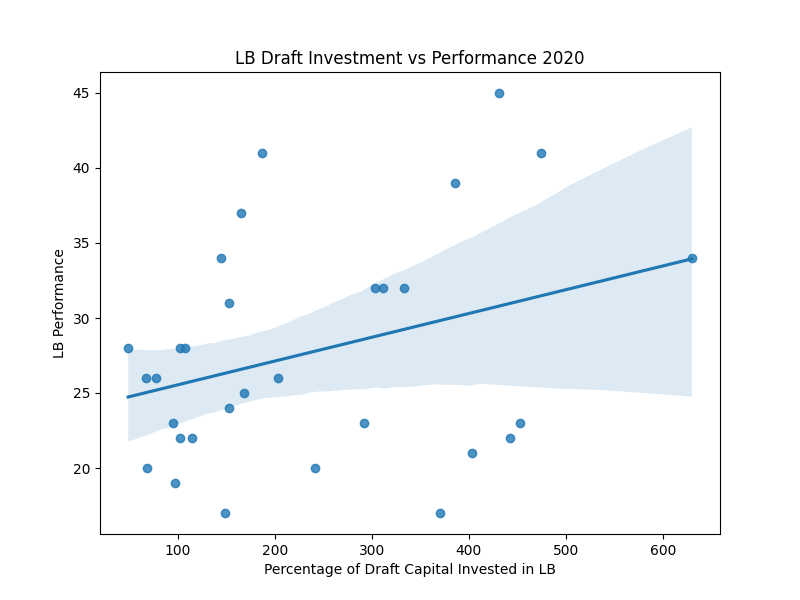 LB Draft Investment vs Performance 2020
45
40
35
30
25
20
LB Performance
100 200 300 400 500 600
Percentage of Draft Capital Invested in LB